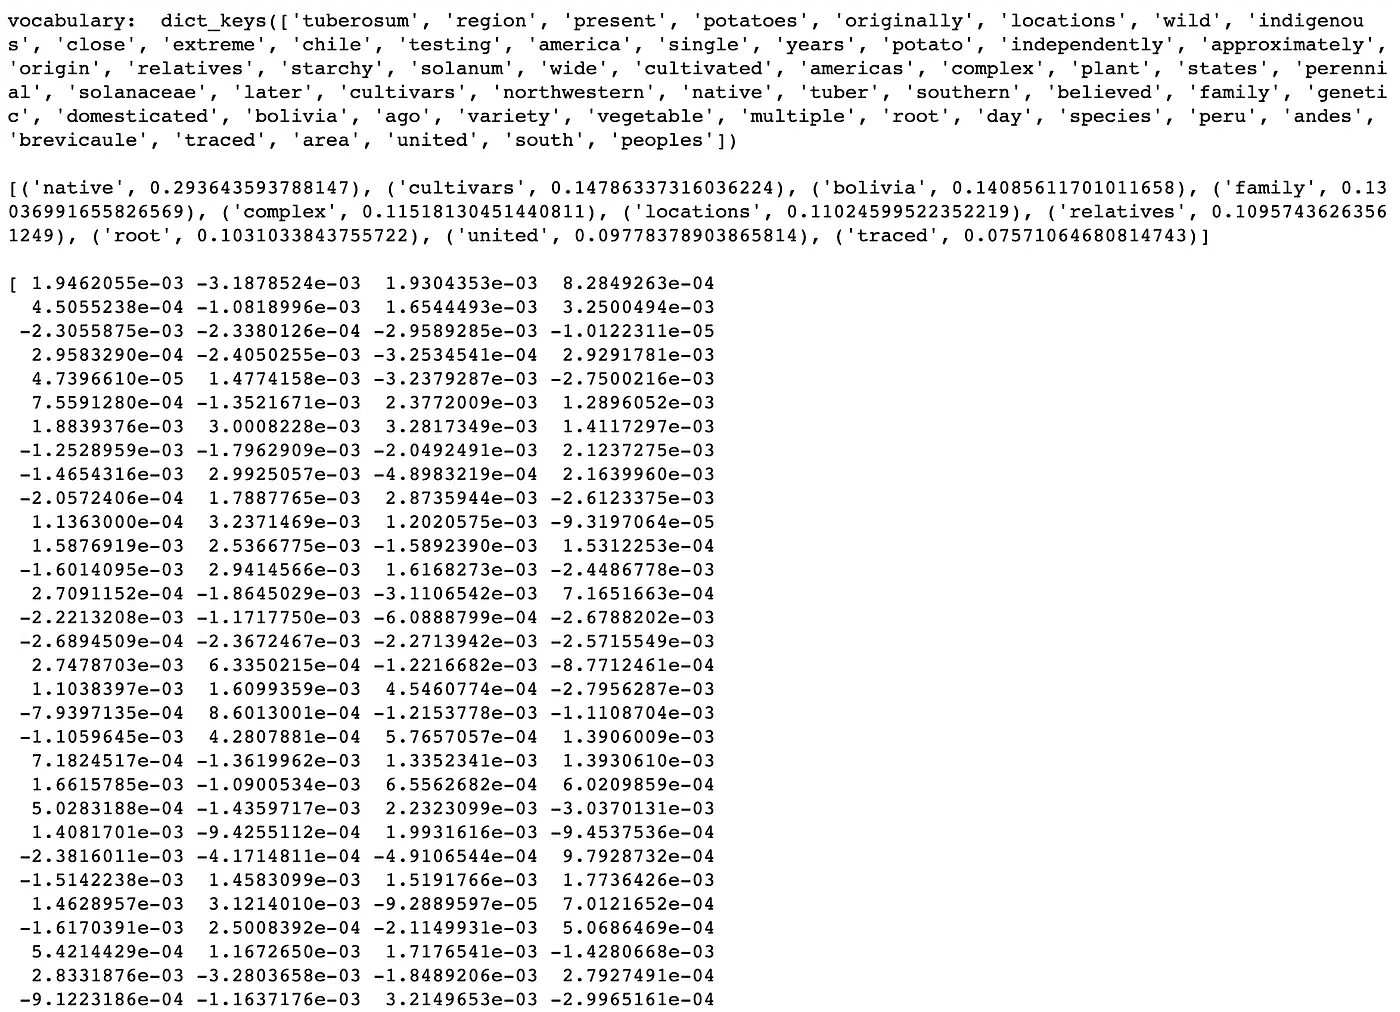 vocabulary:  dict_keys(['tuberosum', 'region', 'present', 'potatoes', 'originally', 'locations', 'wild', 'indigenou
s', 'close', 'extreme', 'chile', 'testing', 'america', 'single', 'years', 'potato', 'independently', 'approximately',
'origin', 'relatives', 'starchy', 'solanum', 'wide', 'cultivated', 'americas', 'complex', 'plant', 'states', 'perenni
al', 'solanaceae', 'later', 'cultivars', 'northwestern', 'native', 'tuber', 'southern', 'believed', 'family', 'geneti
c', 'domesticated', 'bolivia', 'ago', 'variety', 'vegetable', 'multiple', 'root', 'day', 'species', 'peru', 'andes',
'brevicaule', 'traced', 'area', 'united', 'south', 'peoples'])
[('native', 0.293643593788147), ('cultivars', 0.14786337316036224), ('bolivia', 0.14085611701011658), ('family', 0.13
036991655826569), ('complex', 0.11518130451440811), ('locations', 0.11024599522352219), ('relatives', 0.1095743626356
1249), ('root', 0.1031033843755722), ('united', 0.09778378903865814), ('traced', 0.07571064680814743)]
[ 1.9462055e-03 -3.1878524e-03  1.9304353e-03  8.2849263e-04
4.5055238e-04 -1.0818996e-03  1.6544493e-03  3.2500494e-03
-2.3055875e-03 -2.3380126e-04 -2.9589285e-03 -1.0122311e-05
2.9583290e-04 -2.4050255e-03 -3.2534541e-04  2.9291781e-03
4.7396610e-05  1.4774158e-03 -3.2379287e-03 -2.7500216e-03
7.5591280e-04 -1.3521671e-03  2.3772009e-03  1.2896052e-03
1.8839376e-03  3.0008228e-03  3.2817349e-03  1.4117297e-03
-1.2528959e-03 -1.7962909e-03 -2.0492491e-03  2.1237275e-03
-1.4654316e-03  2.9925057e-03 -4.8983219e-04  2.1639960e-03
-2.0572406e-04  1.7887765e-03  2.8735944e-03 -2.6123375e-03
1.1363000e-04  3.2371469e-03  1.2020575e-03 -9.3197064e-05
1.5876919e-03  2.5366775e-03 -1.5892390e-03  1.5312253e-04
-1.6014095e-03  2.9414566e-03  1.6168273e-03 -2.4486778e-03
2.7091152e-04 -1.8645029e-03 -3.1106542e-03  7.1651663e-04
-2.2213208e-03 -1.1717750e-03 -6.0888799e-04 -2.6788202e-03
-2.6894509e-04 -2.3672467e-03 -2.2713942e-03 -2.5715549e-03
2.7478703e-03  6.3350215e-04 -1.2216682e-03 -8.7712461e-04
1.1038397e-03  1.6099359e-03  4.5460774e-04 -2.7956287e-03
-7.9397135e-04  8.6013001e-04 -1.2153778e-03 -1.1108704e-03
-1.1059645e-03  4.2807881e-04  5.7657057e-04  1.3906009e-03
7.1824517e-04 -1.3619962e-03  1.3352341e-03  1.3930610e-03
1.6615785e-03 -1.0900534e-03  6.5562682e-04  6.0209859e-04
5.0283188e-04 -1.4359717e-03  2.2323099e-03 -3.0370131e-03
1.4081701e-03 -9.4255112e-04  1.9931616e-03 -9.4537536e-04
-2.3816011e-03 -4.1714811e-04 -4.9106544e-04  9.7928732e-04
-1.5142238e-03  1.4583099e-03  1.5191766e-03  1.7736426e-03
1.4628957e-03  3.1214010e-03 -9.2889597e-05  7.0121652e-04
-1.6170391e-03  2.5008392e-04 -2.1149931e-03  5.0686469e-04
5.4214429e-04  1.1672650e-03  1.7176541e-03 -1.4280668e-03
2.8331876e-03 -3.2803658e-03 -1.8489206e-03  2.7927491e-04
-9.1223186e-04 -1.1637176e-03  3.2149653e-03 -2.9965161e-04